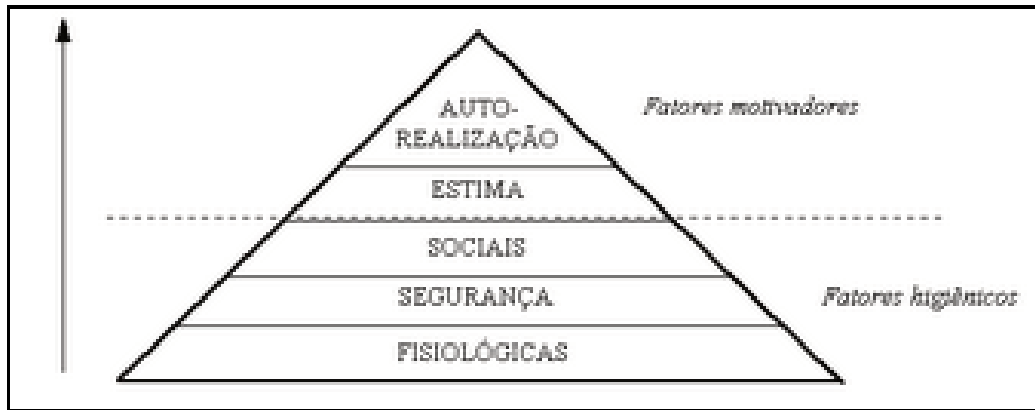 AUTO-
REALIZAÇÃO
Fatores motivadores
ESTIMA
SOCIAIS
SEGURANÇA
Fatores higiênicos
FISIOLÓGICAS